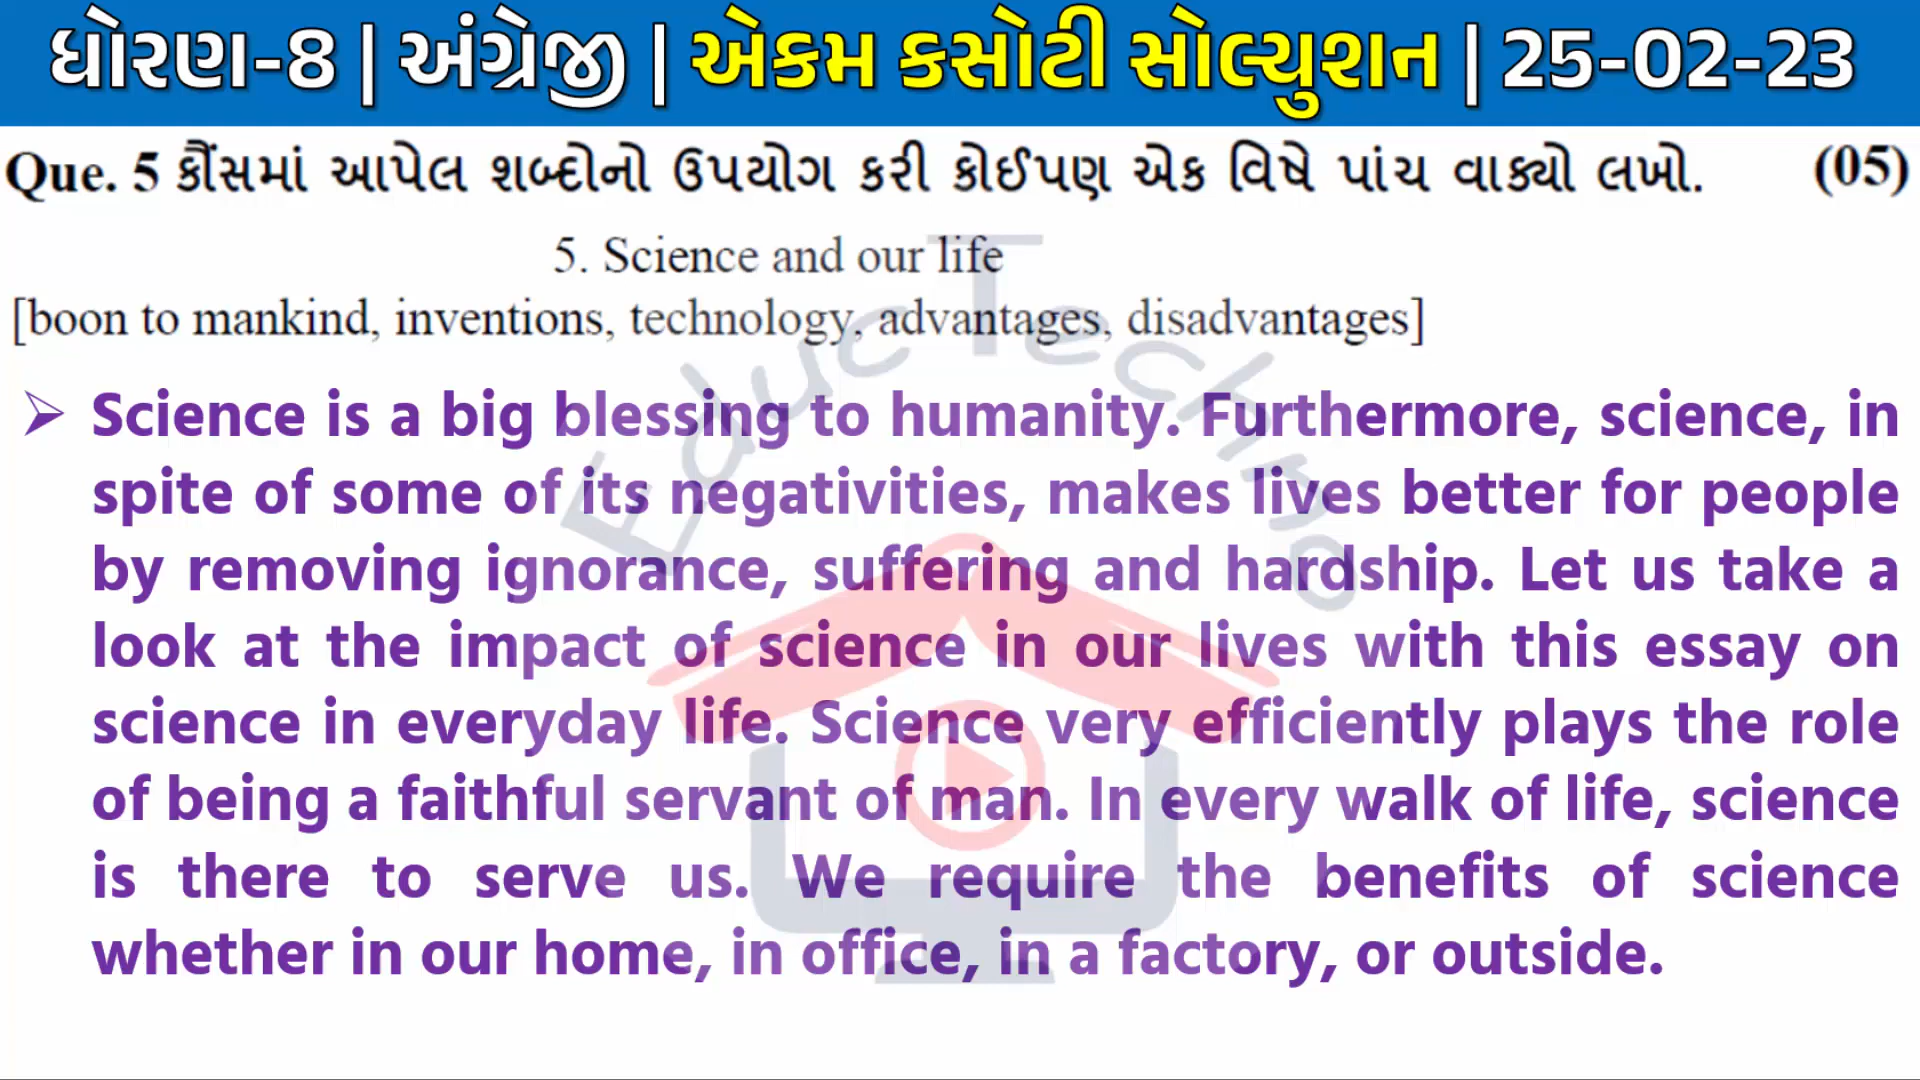 ધોરણ-8 | અંગ્રેજી | એકમ કસોટી સોલ્યુશન | 25-02-23
Que. 5 કૌંસમાં આપેલ શબ્દોનો ઉપયોગ કરી કોઈપણ એક વિષે પાંચ વાક્યો લખો. (05)
5. Science and our life
[boon to mankind, inventions, technology, advantages, disadvantages]
➢ Science is a big blessing to humanity. Furthermore, science, in
spite of some of its negativities, makes lives better for people
by removing ignorance, suffering and hardship. Let us take a
look at the impact of science in our lives with this essay on
science in everyday life. Science very efficiently plays the role
of being a faithful servant of man. In every walk of life, science
is there to serve us. We require the benefits of science
whether in our home, in office, in a factory, or outside.
EducTechno